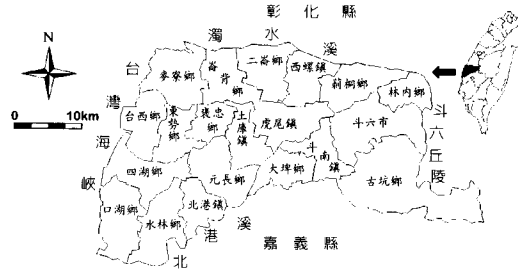 彰化縣
濁水溪
N
0 10km
台灣海峽
麥寮鄉
崙背鄉
二崙鄉
西螺鎮
莿桐鄉
林內鄉
台西鄉
東勢鄉
褒忠鄉
土庫鎮
虎尾鎮
斗南鎮
斗六市
斗六丘陵
四湖鄉
元長鄉
大埤鄉
古坑鄉
口湖鄉
水林鄉
北港鎮
北港溪
嘉義縣